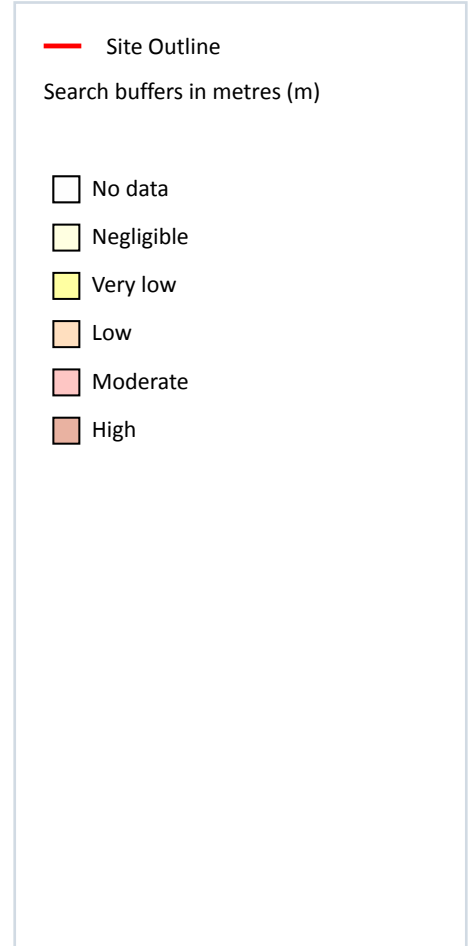 Site Outline
Search buffers in metres (m)
No data
Negligible
Very low
Low
Moderate
High